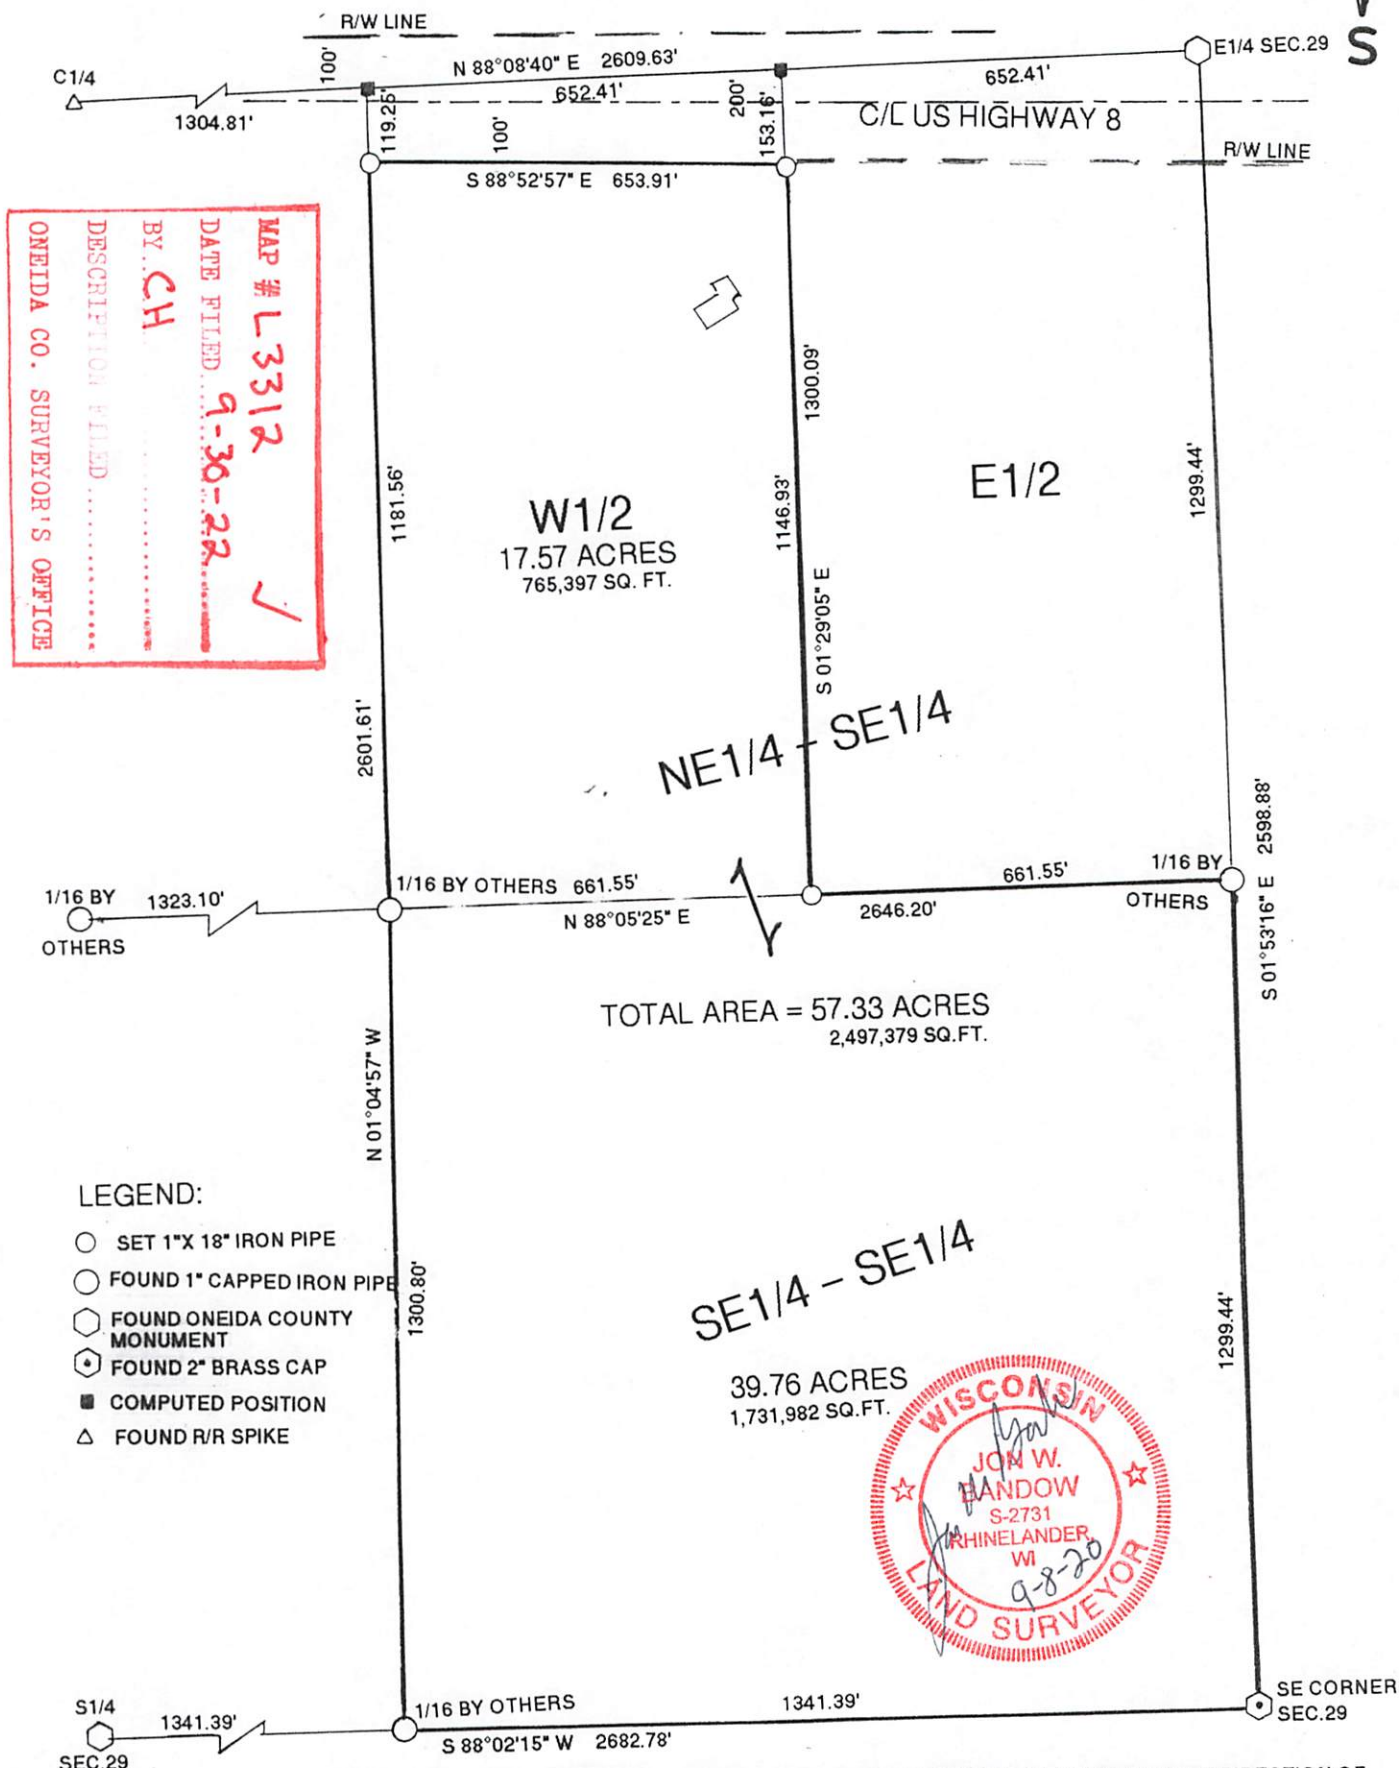 S
R/W LINE
C1/4
100'
N 88°08'40" E 2609.63'
E1/4 SEC.29
652.41'
652.41'
1304.81'
119.25'
100'
200'
153.16'
C/L US HIGHWAY 8
R/W LINE
S 88°52'57" E 653.91'
MAP # L3312 ✓
DATE FILED 9-30-22
BY CH
DESCRIPTION FILED
ONEIDA CO. SURVEYOR'S OFFICE
1181.56'
2601.61'
W1/2
17.57 ACRES
765,397 SQ. FT.
1300.09'
1146.93'
S 01°29'05" E
E1/2
1299.44'
NE1/4 - SE1/4
S 01°53'16" E 2598.88'
1/16 BY
OTHERS
1323.10'
1/16 BY OTHERS 661.55'
N 88°05'25" E
661.55'
2646.20'
1/16 BY
OTHERS
TOTAL AREA = 57.33 ACRES
2,497,379 SQ.FT.
N 01°04'57" W
1300.80'
LEGEND:
SET 1"X 18" IRON PIPE
FOUND 1" CAPPED IRON PIPE
FOUND ONEIDA COUNTY
MONUMENT
FOUND 2" BRASS CAP
COMPUTED POSITION
FOUND R/R SPIKE
SE1/4 – SE1/4
39.76 ACRES
1,731,982 SQ.FT.
1299.44'
WISCONSIN
JON W.
BANDOW
S-2731
RHINELANDER,
WI
9-8-20
LAND SURVEYOR
S1/4
SEC.29
1341.39'
1/16 BY OTHERS
1341.39'
S 88°02'15" W 2682.78'
SE CORNER
SEC.29